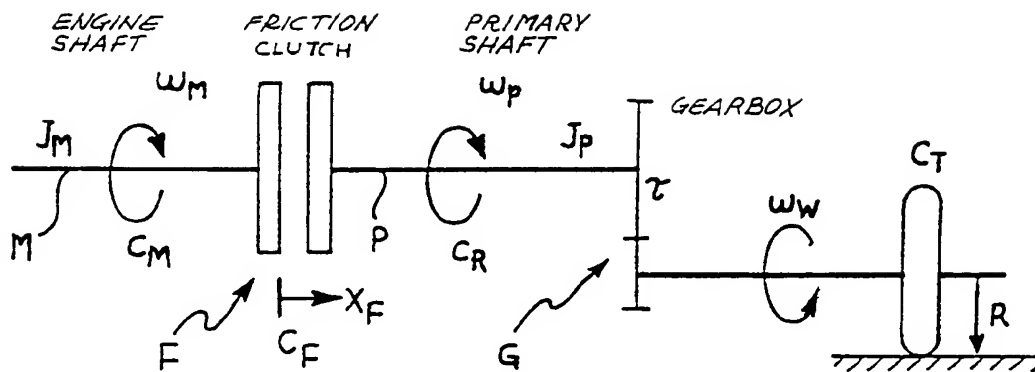 ENGINE SHAFT
FRICTION CLUTCH
PRIMARY SHAFT
ωM
ωP
GEARBOX
JM
JP
CT
τ
ωW
M
CM
P
CR
XF
R
F
CF
G